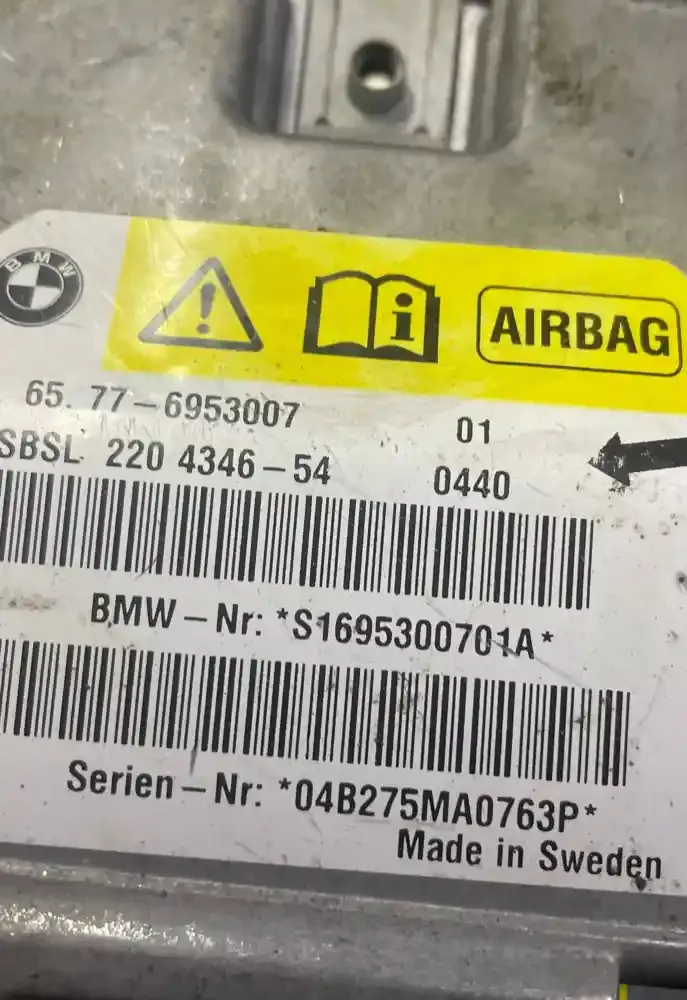 BMW
AIRBAG
65. 77-6953007 01
SBSL 220 4346-54 0440
BMW-Nr: *S1695300701A*
Serien-Nr: *04B275MA0763P*
Made in Sweden